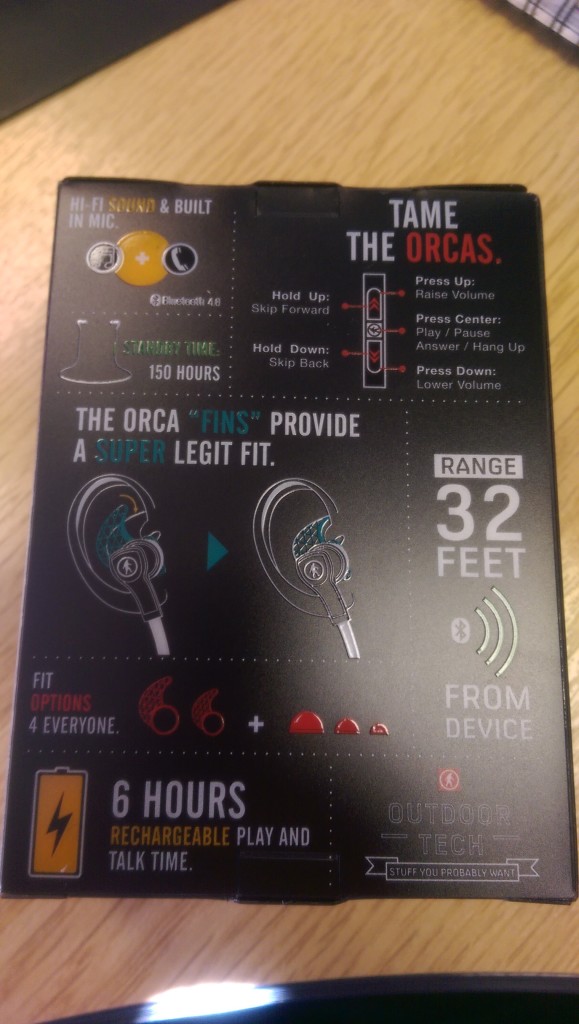 HI-FI SOUND & BUILT
IN MIC.
Bluetooth 4.0
STANDBY TIME:
150 HOURS
TAME
THE ORCAS.
Hold Up:
Skip Forward
Hold Down:
Skip Back
Press Up:
Raise Volume
Press Center:
Play / Pause
Answer / Hang Up
Press Down:
Lower Volume
THE ORCA "FINS" PROVIDE
A SUPER LEGIT FIT.
RANGE
32
FEET
FROM
DEVICE
FIT
OPTIONS
4 EVERYONE.
+
6 HOURS
RECHARGEABLE PLAY AND
TALK TIME.
OUTDOOR
TECH
STUFF YOU PROBABLY WANT